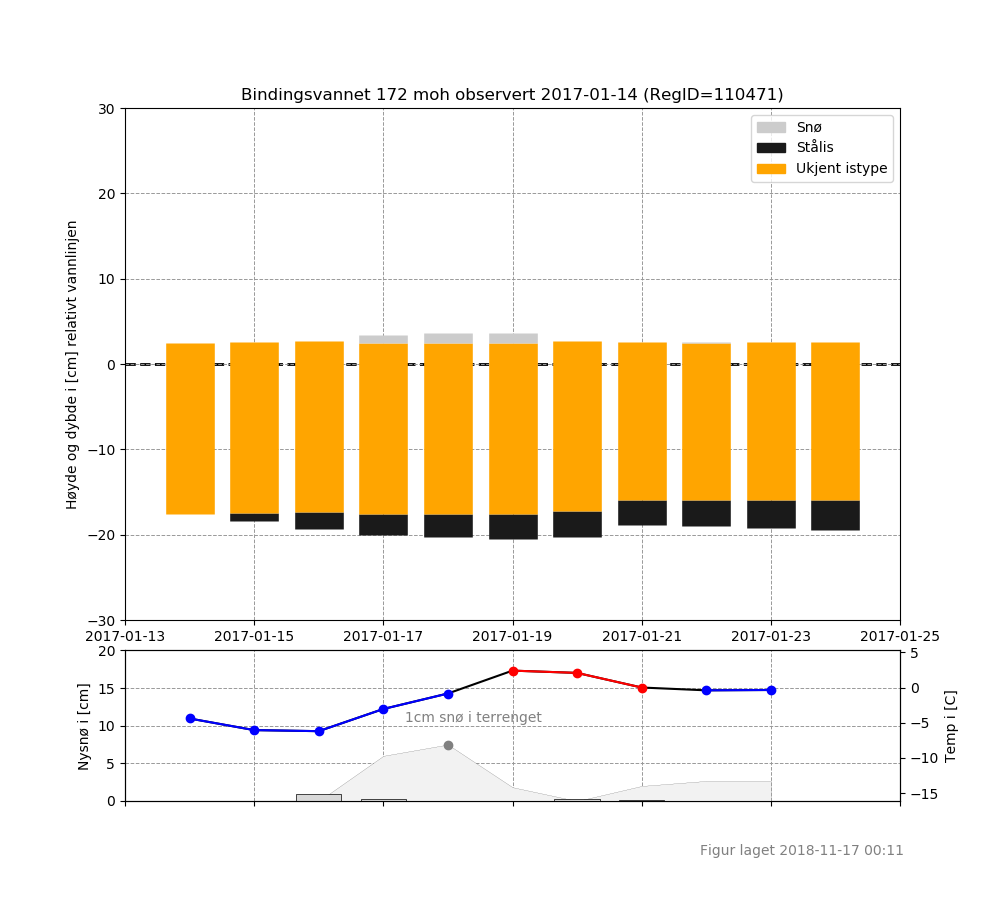 Bindingsvannet 172 moh observert 2017-01-14 (RegID=110471)
Høyde og dybde i [cm] relativt vannlinjen
30
20
10
0
−10
−20
−30
Snø
Stålis
Ukjent istype
2017-01-13 2017-01-15 2017-01-17 2017-01-19 2017-01-21 2017-01-23 2017-01-25
Nysnø i [cm]
20
15
10
5
0
1cm snø i terrenget
5
0
−5
−10
−15
Temp i [C]
Figur laget 2018-11-17 00:11